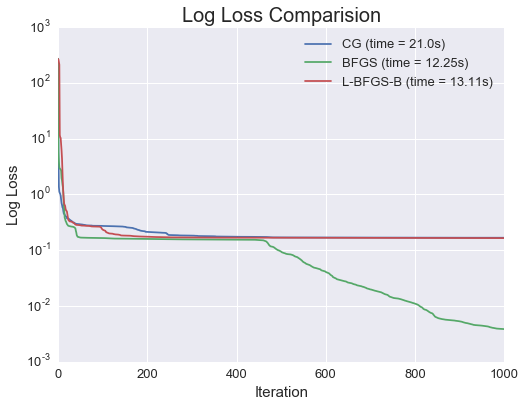 Log Loss Comparision
CG (time = 21.0s)
BFGS (time = 12.25s)
L-BFGS-B (time = 13.11s)
Log Loss
10³
10²
10¹
10⁰
10⁻¹
10⁻²
10⁻³
0 200 400 600 800 1000
Iteration